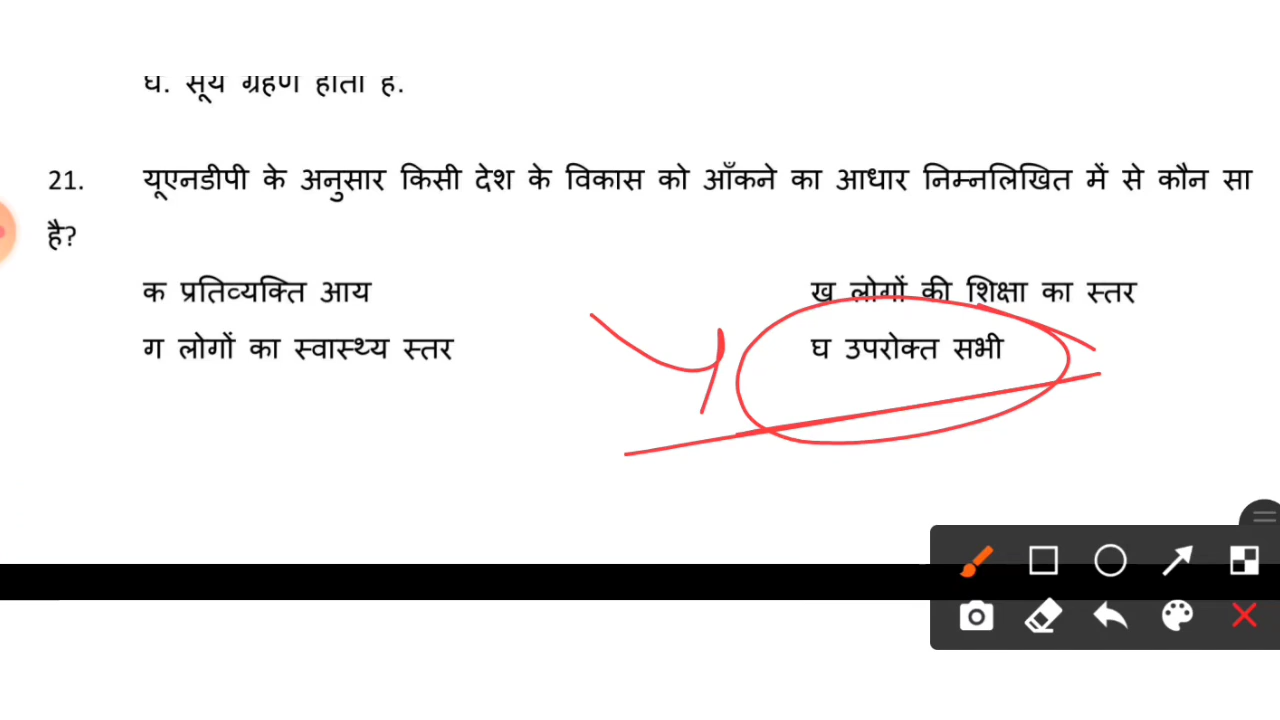 घ. सूर्य ग्रहण होता है.
21. यूएनडीपी के अनुसार किसी देश के विकास को आँकने का आधार निम्नलिखित में से कौन सा
है?
क प्रतिव्यक्ति आय ख लोगों की शिक्षा का स्तर
ग लोगों का स्वास्थ्य स्तर घ उपरोक्त सभी